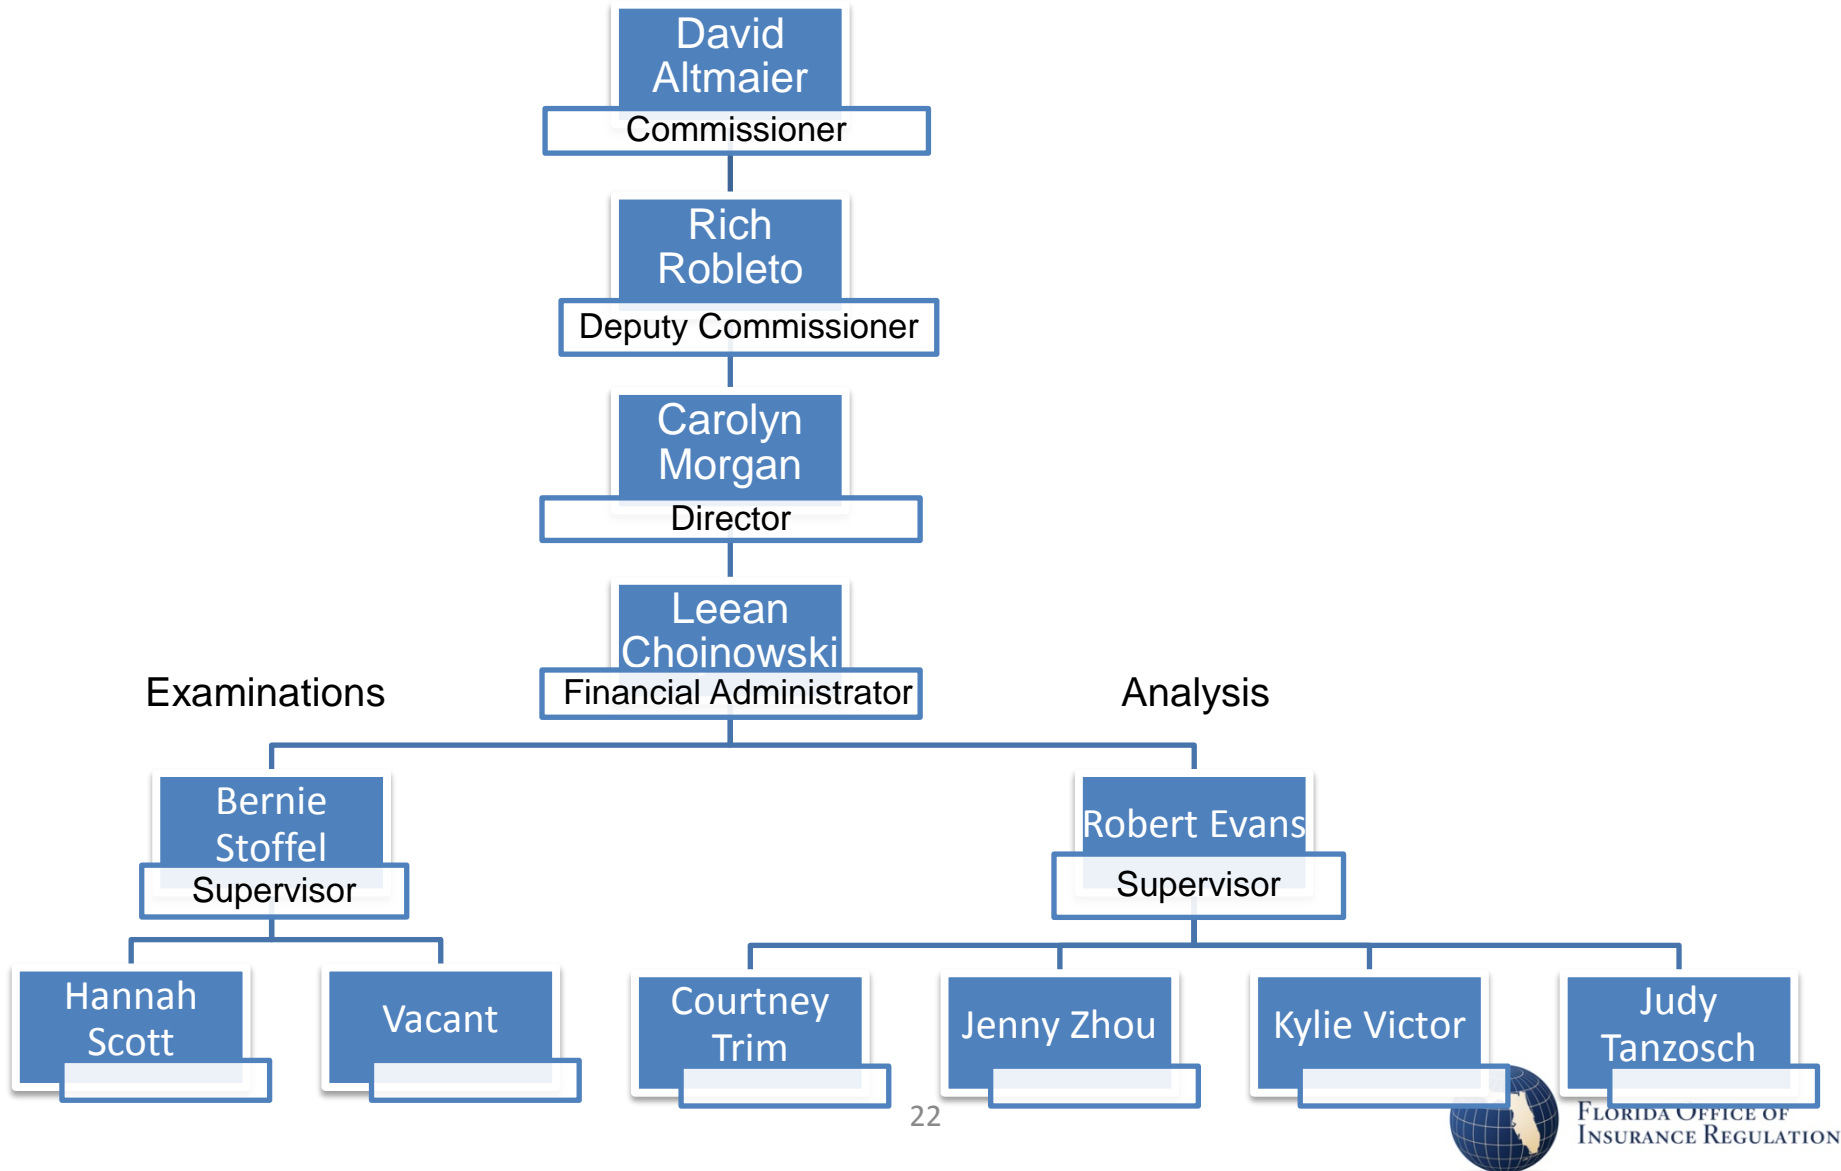 David
Altmaier
Commissioner
Rich
Robleto
Deputy Commissioner
Carolyn
Morgan
Director
Leean
Choinowski
Financial Administrator
Examinations
Analysis
Bernie
Stoffel
Supervisor
Robert Evans
Supervisor
Hannah
Scott
Vacant
Courtney
Trim
Jenny Zhou
Kylie Victor
Judy
Tanzosch
22
FLORIDA OFFICE OF
INSURANCE REGULATION